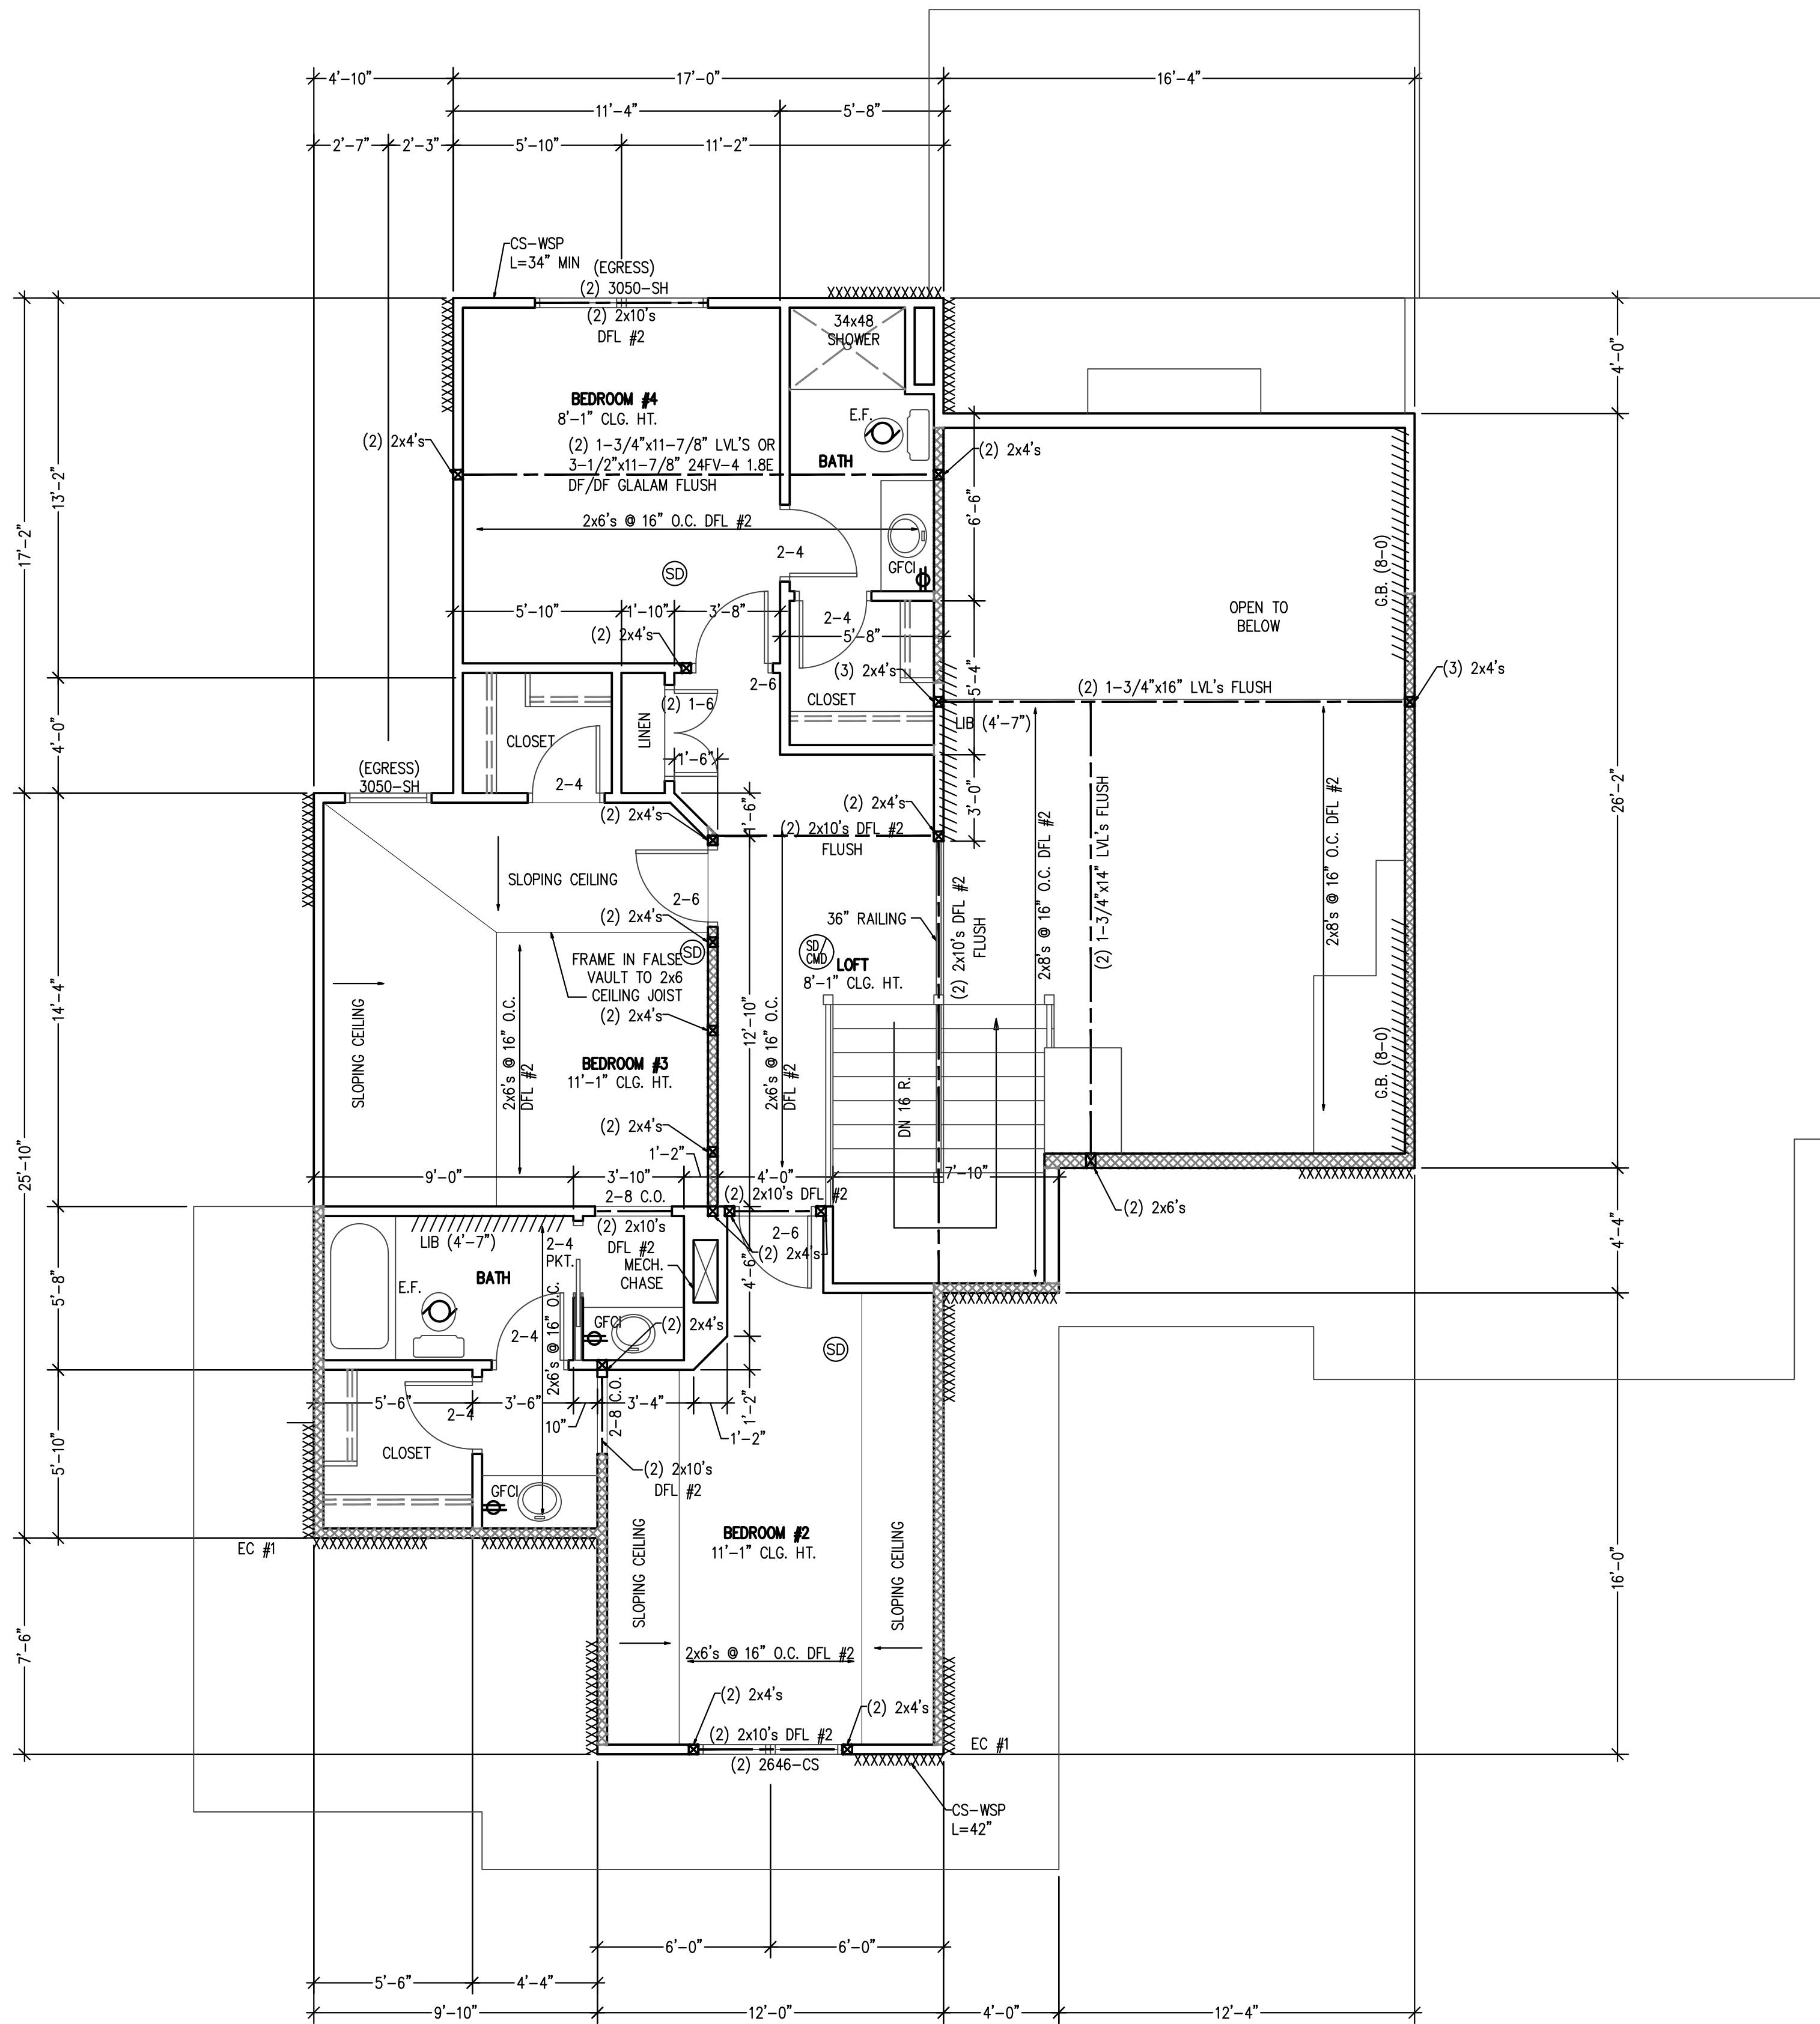 4'-10"
17'-0"
16'-4"
11'-4"
5'-8"
2'-7"
2'-3"
5'-10"
11'-2"
CS-WSP
L=34" MIN
(EGRESS)
(2) 3050-SH
(2) 2x10's
DFL #2
34x48
SHOWER
4'-0"
BEDROOM #4
8'-1" CLG. HT.
E.F.
(2) 2x4's
(2) 1-3/4"x11-7/8" LVL'S OR
3-1/2"x11-7/8" 24FV-4 1.8E
DF/DF GLALAM FLUSH
BATH
(2) 2x4's
13'-2"
17'-2"
6'-6"
2x6's @ 16" O.C. DFL #2
2-4
GFCI
SD
G.B. (8-0)
OPEN TO
BELOW
5'-10"
1'-10"
3'-8"
2-4
5'-8"
(2) 2x4's
(3) 2x4's
5'-4"
(3) 2x4's
2-6
(2) 1-6
CLOSET
(2) 1-3/4"x16" LVL's FLUSH
LIB (4'-7")
4'-0"
CLOSET
LINEN
1'-6"
(EGRESS)
3050-SH
2-4
(2) 2x4's
1'-6"
(2) 2x4's
3'-0"
26'-2"
(2) 2x10's DFL #2
FLUSH
2x8's @ 16" O.C. DFL #2
(2) 1-3/4"x14" LVL's FLUSH
2x8's @ 16" O.C. DFL #2
SLOPING CEILING
2-6
(2) 2x4's
36" RAILING
(2) 2x10's DFL #2
FLUSH
SD
SD/
CMD
LOFT
8'-1" CLG. HT.
FRAME IN FALSE
VAULT TO 2x6
CEILING JOIST
14'-4"
(2) 2x4's
12'-10"
SLOPING CEILING
2x6's @ 16" O.C.
DFL #2
BEDROOM #3
11'-1" CLG. HT.
2x6's @ 16" O.C.
DFL #2
DN 16 R.
G.B. (8-0)
(2) 2x4's
1'-2"
25'-10"
9'-0"
3'-10"
4'-0"
7'-10"
2-8 C.O.
(2) 2x10's DFL #2
(2) 2x6's
(2) 2x10's
DFL #2
2-6
LIB (4'-7")
2-4
PKT.
(2) 2x4's
4'-4"
MECH.
CHASE
4'-6"
5'-8"
E.F.
BATH
2x6's @ 16" O.C.
GFCI
(2) 2x4's
2-4
SD
5'-6"
3'-6"
3'-4"
2-8 C.O.
1'-2"
2-4
10"
1'-2"
5'-10"
CLOSET
(2) 2x10's
DFL #2
GFCI
EC #1
SLOPING CEILING
BEDROOM #2
11'-1" CLG. HT.
SLOPING CEILING
16'-0"
7'-6"
2x6's @ 16" O.C. DFL #2
(2) 2x4's
(2) 2x4's
(2) 2x10's DFL #2
EC #1
(2) 2646-CS
CS-WSP
L=42"
6'-0"
6'-0"
5'-6"
4'-4"
9'-10"
12'-0"
4'-0"
12'-4"